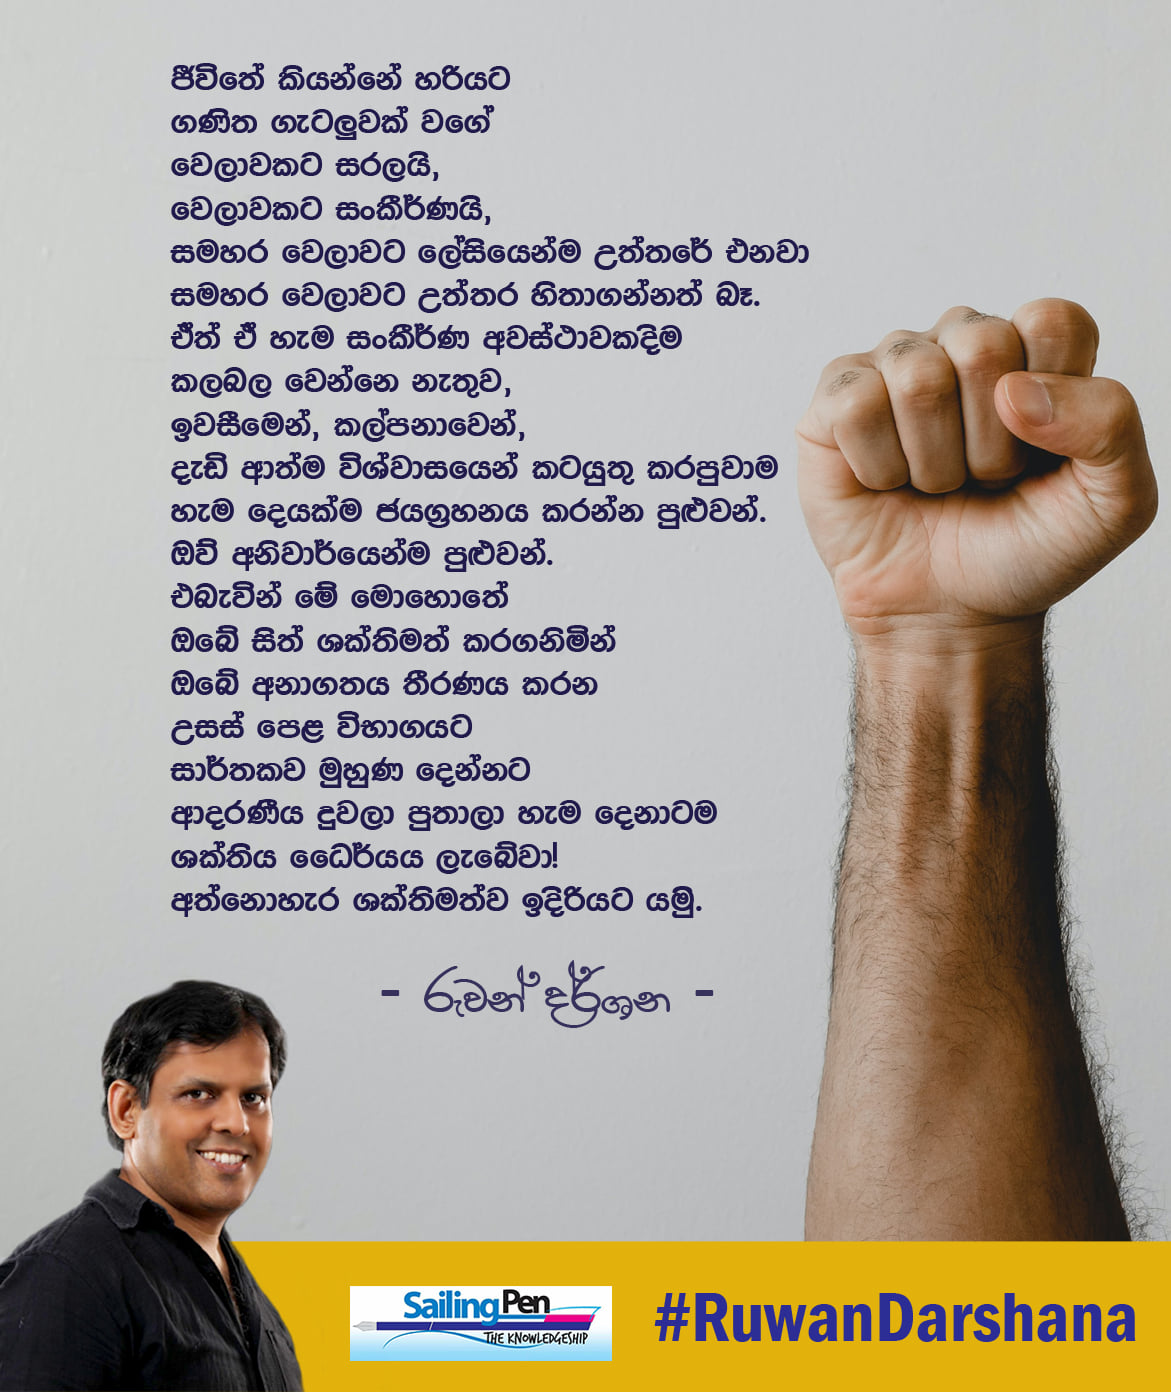 ජීවිතේ කියන්නේ හරියට
ගණිත ගැටලුවක් වගේ
වෙලාවකට සරලයි,
වෙලාවකට සංකීර්ණයි,
සමහර වෙලාවට ලේසියෙන්ම උත්තරේ එනවා
සමහර වෙලාවට උත්තර හිතාගන්නත් බෑ.
ඒත් ඒ හැම සංකීර්ණ අවස්ථාවකදිම
කලබල වෙන්නෙ නැතුව,
ඉවසීමෙන්, කල්පනාවෙන්,
දැඩි ආත්ම විශ්වාසයෙන් කටයුතු කරපුවාම
හැම දෙයක්ම ජයග්‍රහනය කරන්න පුළුවන්.
ඔව් අනිවාර්යෙන්ම පුළුවන්.
එබැවින් මේ මොහොතේ
ඔබේ සිත් ශක්තිමත් කරගනිමින්
ඔබේ අනාගතය තීරණය කරන
උසස් පෙළ විභාගයට
සාර්තකව මුහුණ දෙන්නට
ආදරණීය දුවලා පුතාලා හැම දෙනාටම
ශක්තිය ධෛර්යය ලැබේවා!
අත්නොහැර ශක්තිමත්ව ඉදිරියට යමු.
- රුවන් දර්ශන -
SailingPen
THE KNOWLEDGESHIP
#RuwanDarshana